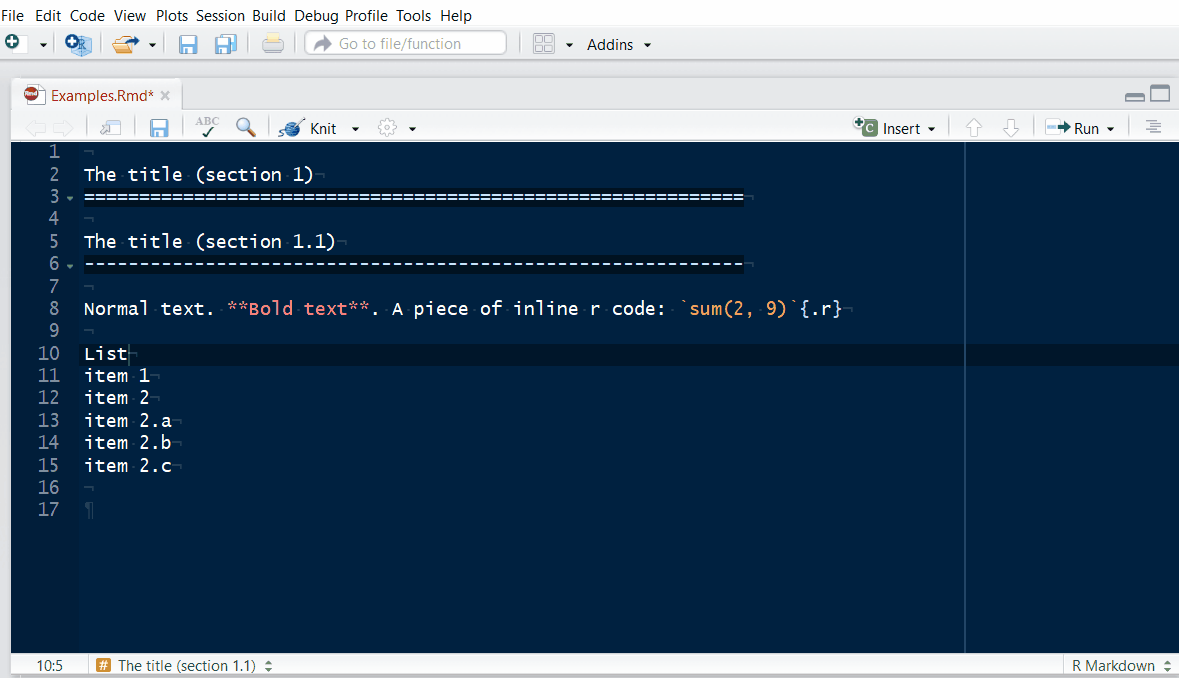 File Edit Code View Plots Session Build Debug Profile Tools Help
Go to file/function Addins
Examples.Rmd*
ABC Knit Insert Run
1
2 The title (section 1)
3 ============================================================
4
5 The title (section 1.1)
6 ------------------------------------------------------------
7
8 Normal text. **Bold text**. A piece of inline r code: `sum(2, 9)`{.r}
9
10 List
11 item 1
12 item 2
13 item 2.a
14 item 2.b
15 item 2.c
16
17
10:5 # The title (section 1.1) R Markdown